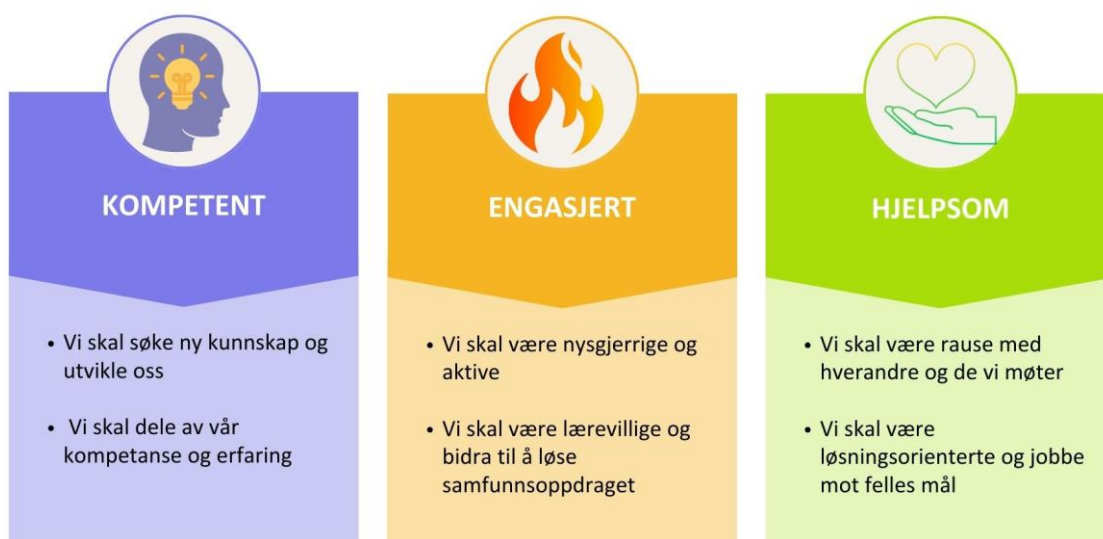 KOMPETENT
• Vi skal søke ny kunnskap og
utvikle oss
• Vi skal dele av vår
kompetanse og erfaring
ENGASJERT
• Vi skal være nysgjerrige og
aktive
• Vi skal være lærevillige og
bidra til å løse
samfunnsoppdraget
HJELPSOM
• Vi skal være rause med
hverandre og de vi møter
• Vi skal være
løsningsorienterte og jobbe
mot felles mål